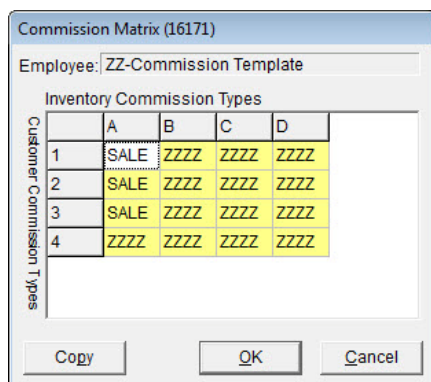 Commission Matrix (16171)
Employee: ZZ-Commission Template
Inventory Commission Types
Customer Commission Types
A B C D
1 SALE ZZZZ ZZZZ ZZZZ
2 SALE ZZZZ ZZZZ ZZZZ
3 SALE ZZZZ ZZZZ ZZZZ
4 ZZZZ ZZZZ ZZZZ ZZZZ
Copy OK Cancel